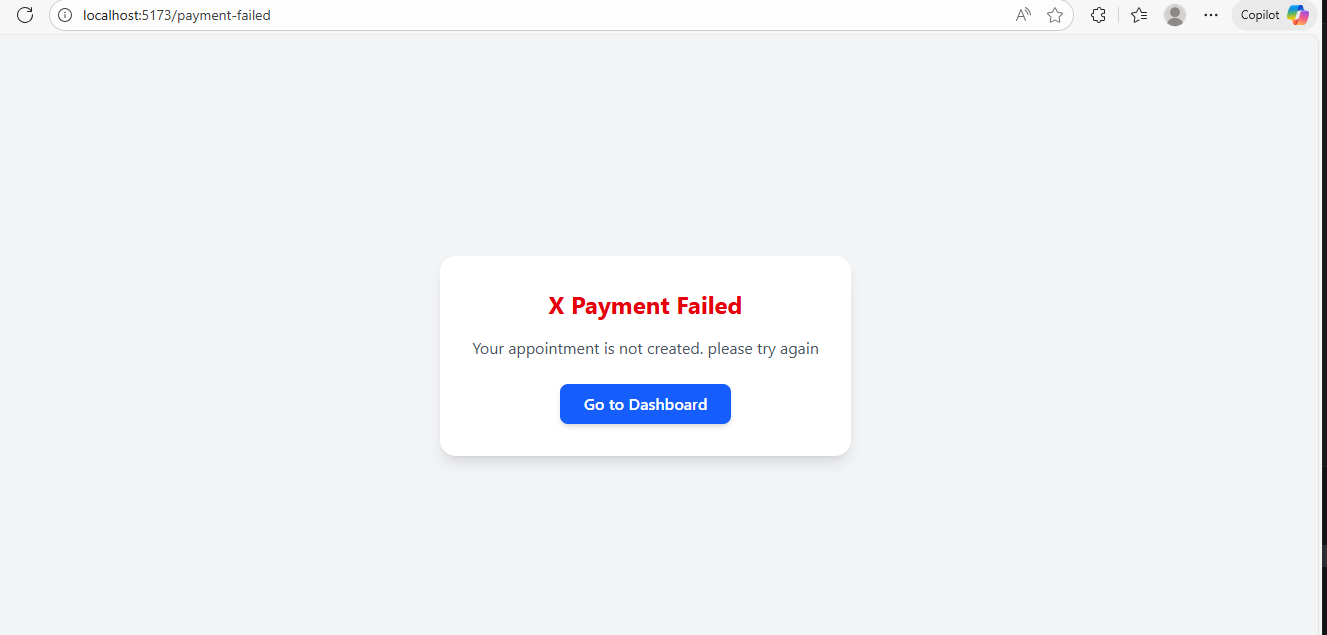 localhost:5173/payment-failed
Copilot
X Payment Failed
Your appointment is not created. please try again
Go to Dashboard